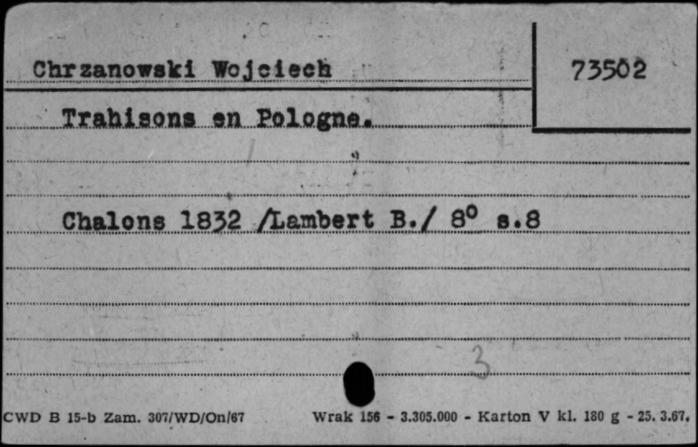 Chrzanowski Wojciech
73502
Trahisons en Pologne.
Chalons 1832 /Lambert B./ 8° s.8
3
CWD B 15-b Zam. 307/WD/On/67 Wrak 156 - 3.305.000 - Karton V kl. 180 g - 25. 3.67.